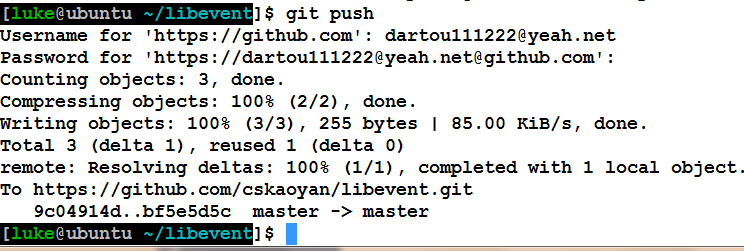 [luke@ubuntu ~/libevent]$ git push
Username for 'https://github.com': dartou111222@yeah.net
Password for 'https://dartou111222@yeah.net@github.com':
Counting objects: 3, done.
Compressing objects: 100% (2/2), done.
Writing objects: 100% (3/3), 255 bytes | 85.00 KiB/s, done.
Total 3 (delta 1), reused 1 (delta 0)
remote: Resolving deltas: 100% (1/1), completed with 1 local object.
To https://github.com/cskaoyan/libevent.git
   9c04914d..bf5e5d5c  master -> master
[luke@ubuntu ~/libevent]$